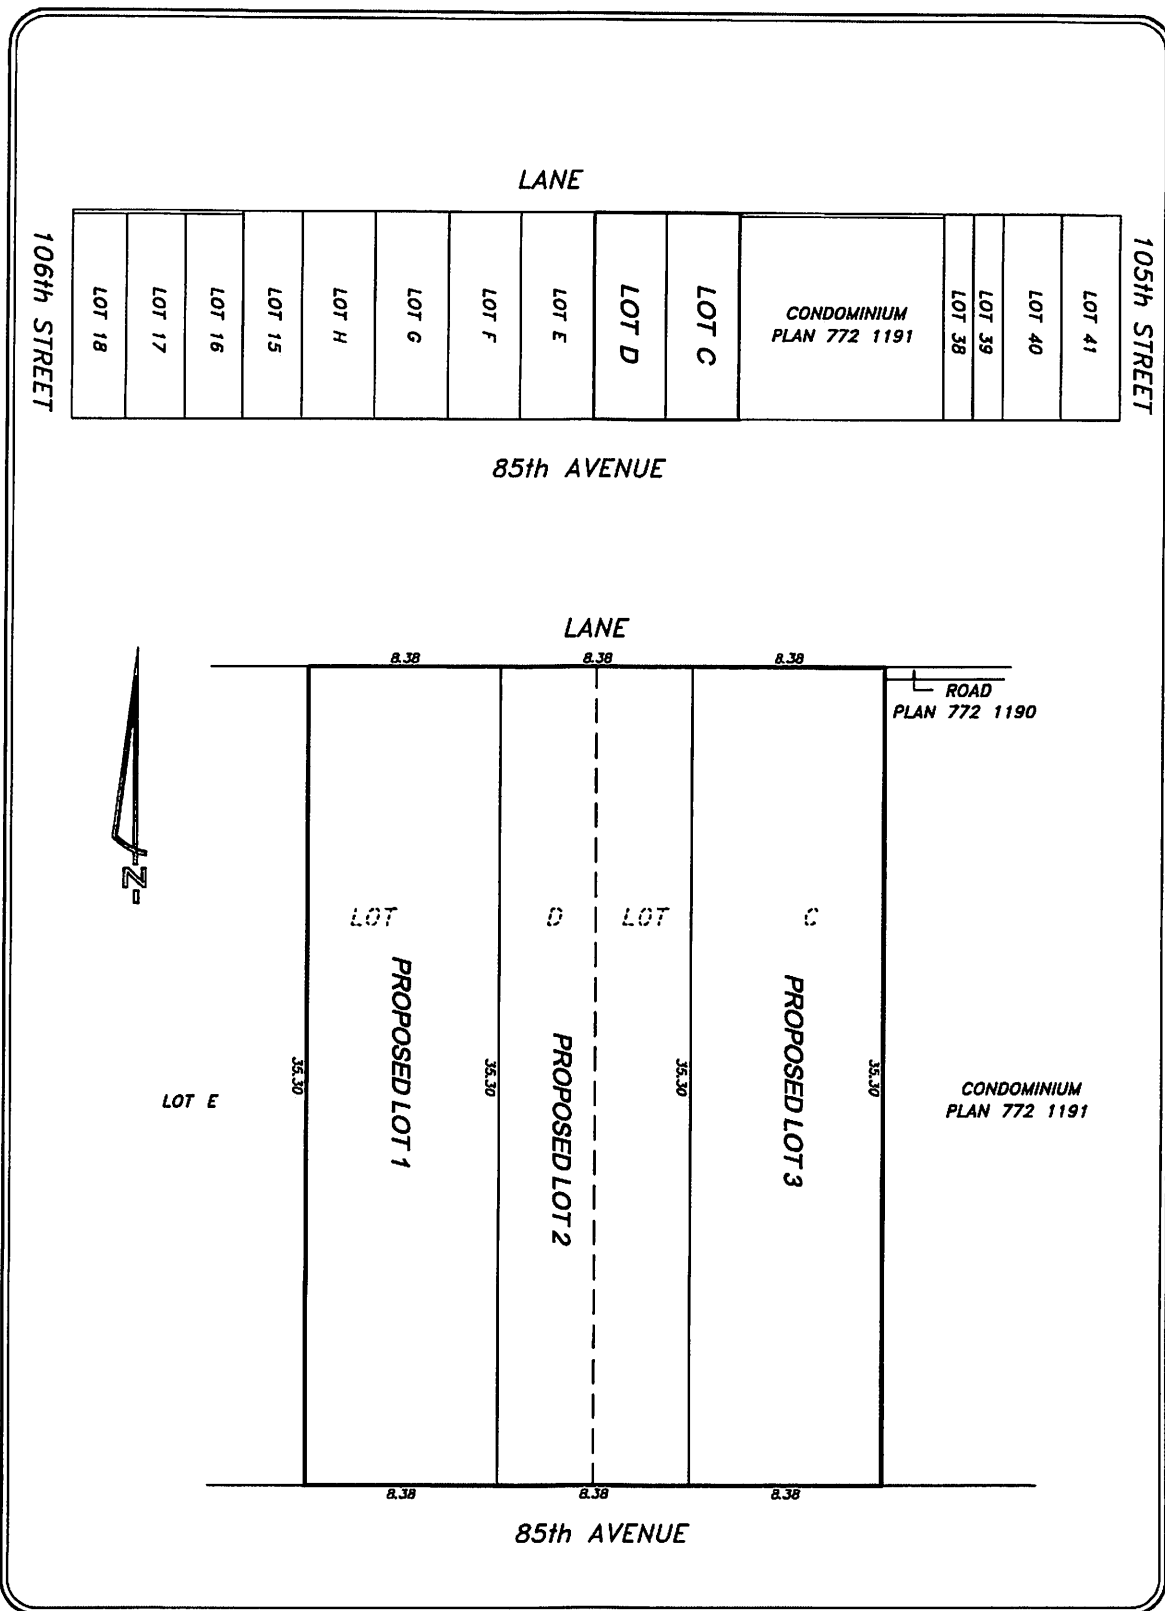 LANE
106th STREET
LOT 18
LOT 17
LOT 16
LOT 15
LOT H
LOT G
LOT F
LOT E
LOT D
LOT C
CONDOMINIUM
PLAN 772 1191
LOT 38
LOT 39
LOT 40
LOT 41
105th STREET
85th AVENUE
LANE
8.38
8.38
8.38
ROAD
PLAN 772 1190
N
LOT D
LOT C
PROPOSED LOT 1
PROPOSED LOT 2
PROPOSED LOT 3
35.30
35.30
35.30
35.30
LOT E
CONDOMINIUM
PLAN 772 1191
8.38
8.38
8.38
85th AVENUE